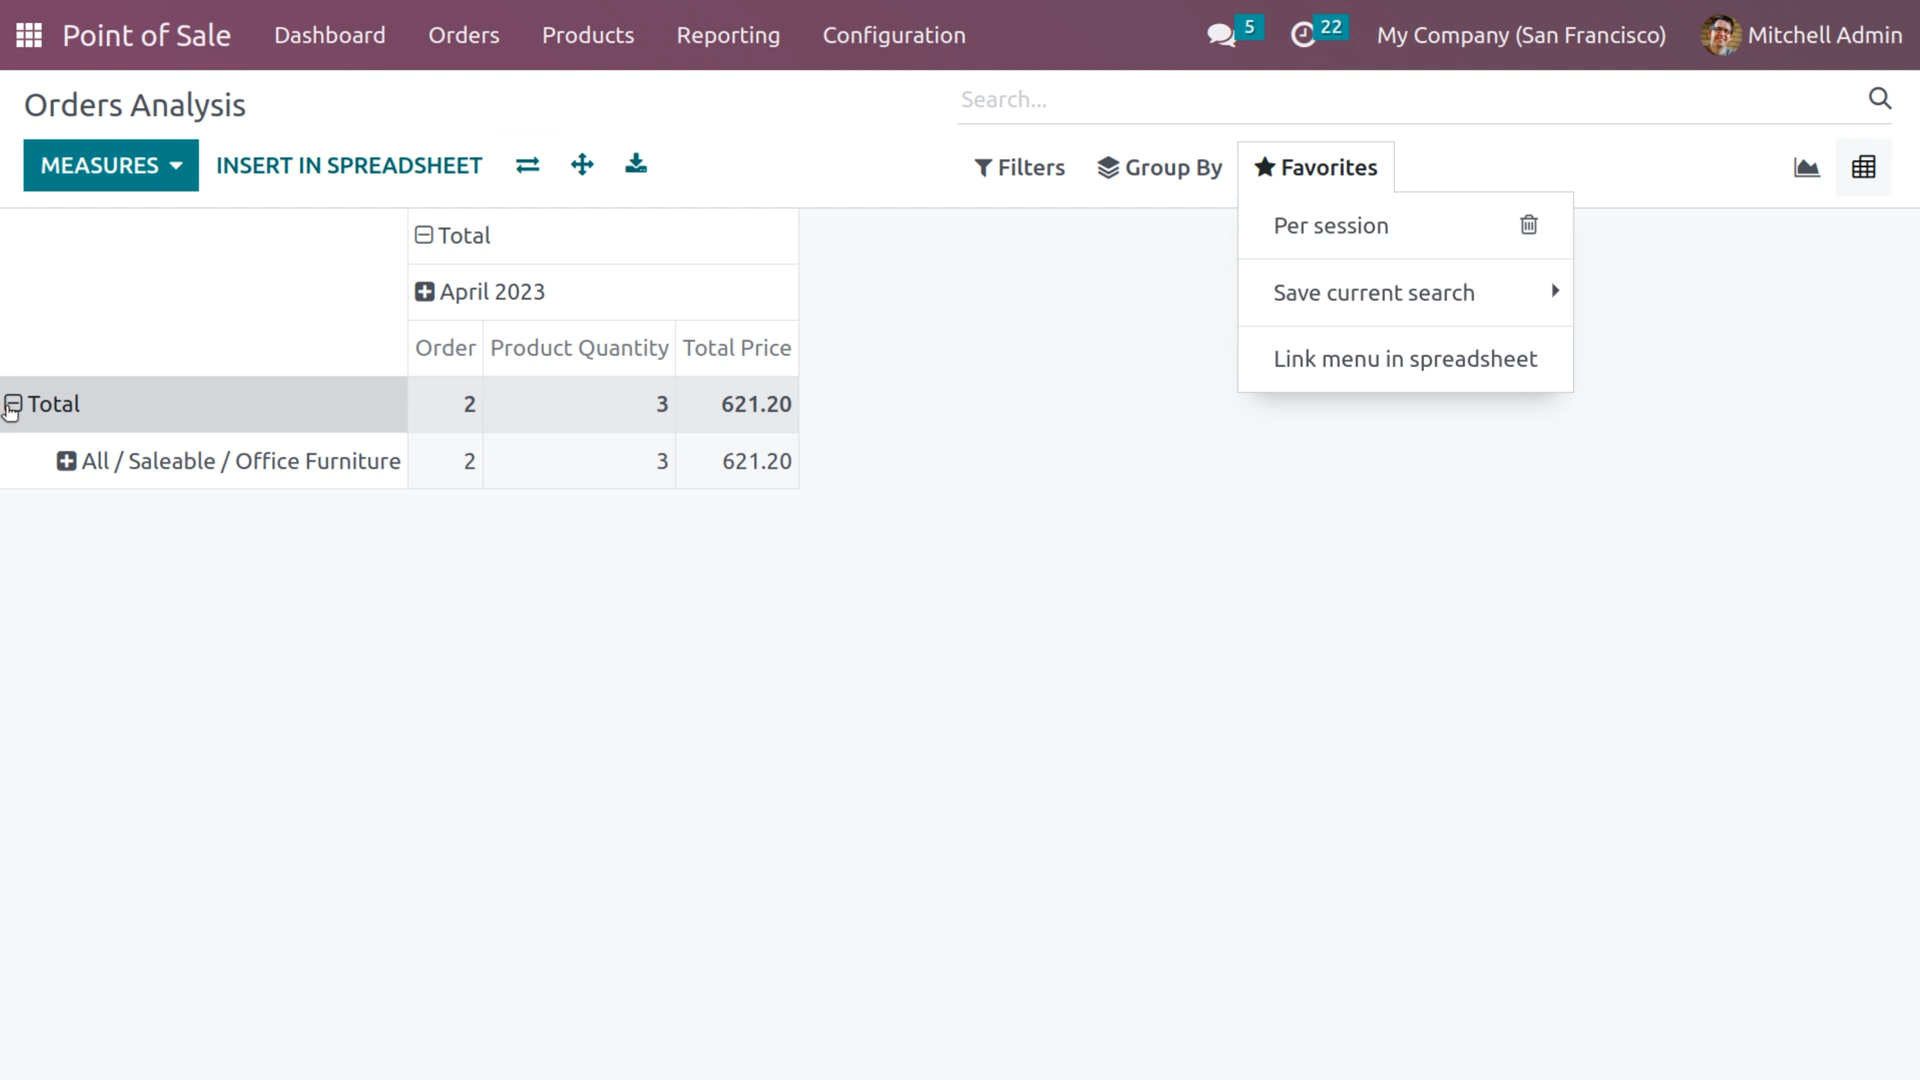 Point of Sale Dashboard Orders Products Reporting Configuration 5 22 My Company (San Francisco) Mitchell Admin
Orders Analysis
Search...
MEASURES INSERT IN SPREADSHEET
Filters Group By Favorites
Per session
Save current search
Link menu in spreadsheet
Total
April 2023
Order Product Quantity Total Price
Total 2 3 621.20
All / Saleable / Office Furniture 2 3 621.20